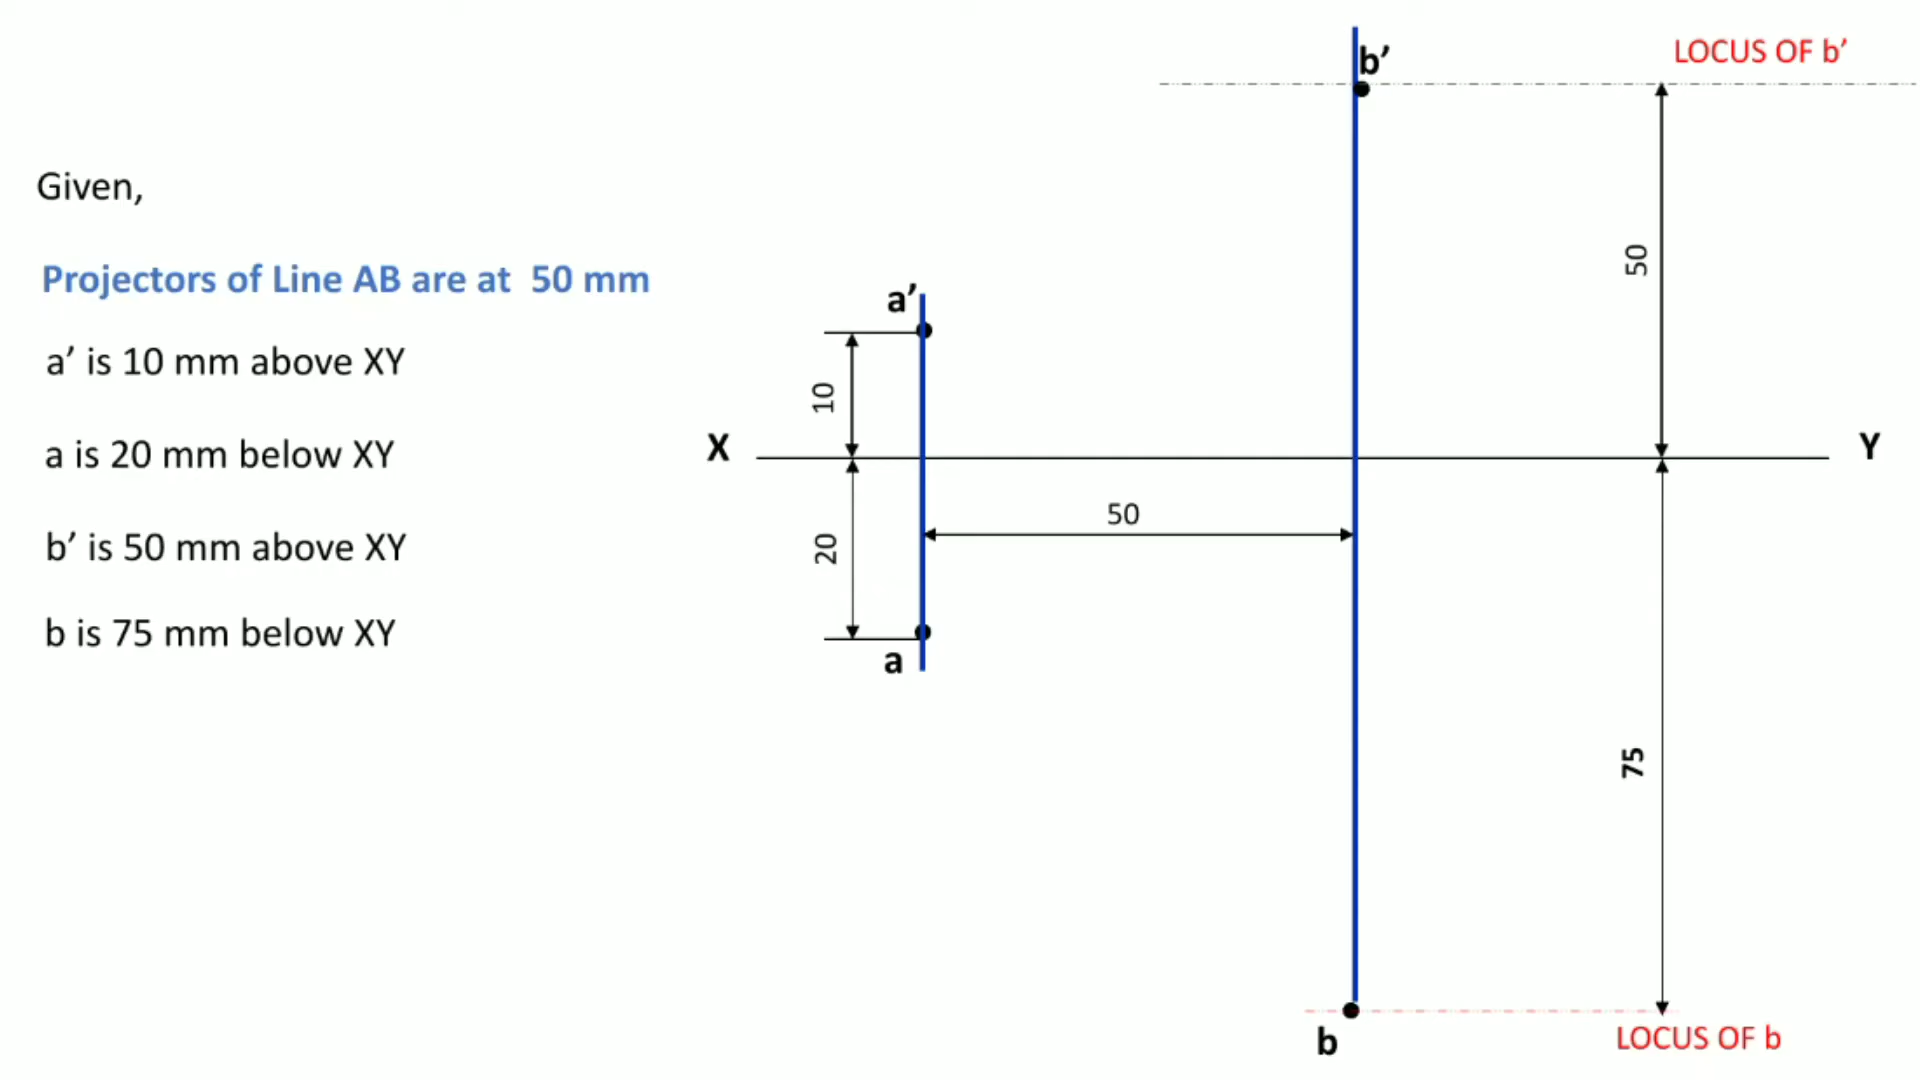 Given,
Projectors of Line AB are at 50 mm
a’ is 10 mm above XY
a is 20 mm below XY
b’ is 50 mm above XY
b is 75 mm below XY
LOCUS OF b’
b’
50
a’
10
X
Y
50
20
a
75
b
LOCUS OF b